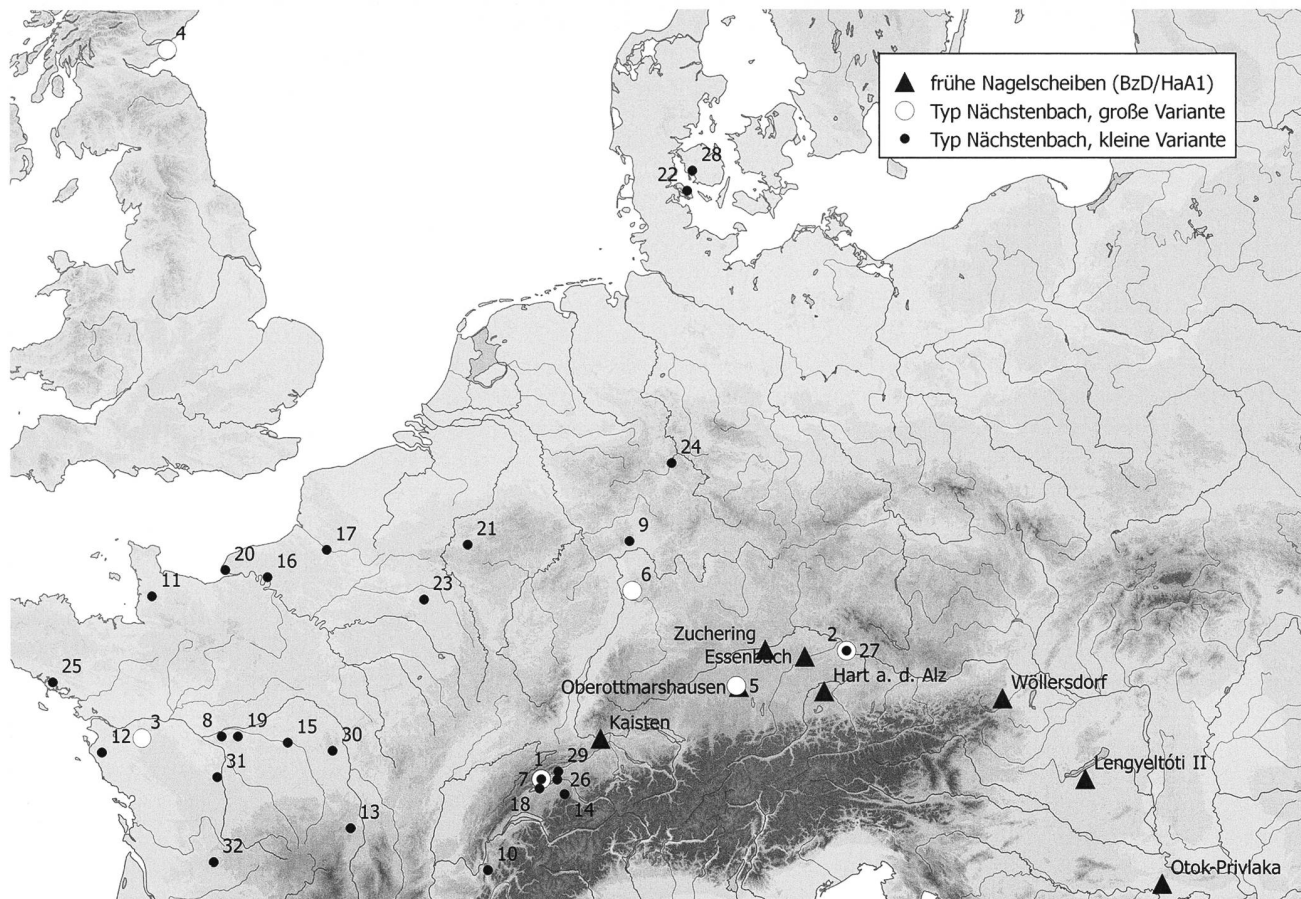 4
frühe Nagelscheiben (BzD/HaA1)
Typ Nächstenbach, große Variante
Typ Nächstenbach, kleine Variante
28
22
24
17
21
9
20
16
6
11
23
Zuchering
2
Essenbach
27
25
Hart a. d. Alz
Oberottmarshausen
5
Wöllersdorf
3
8
19
15
Kaisten
12
30
31
1
29
7
26
Lengyeltóti II
18
14
13
32
10
Otok-Privlaka